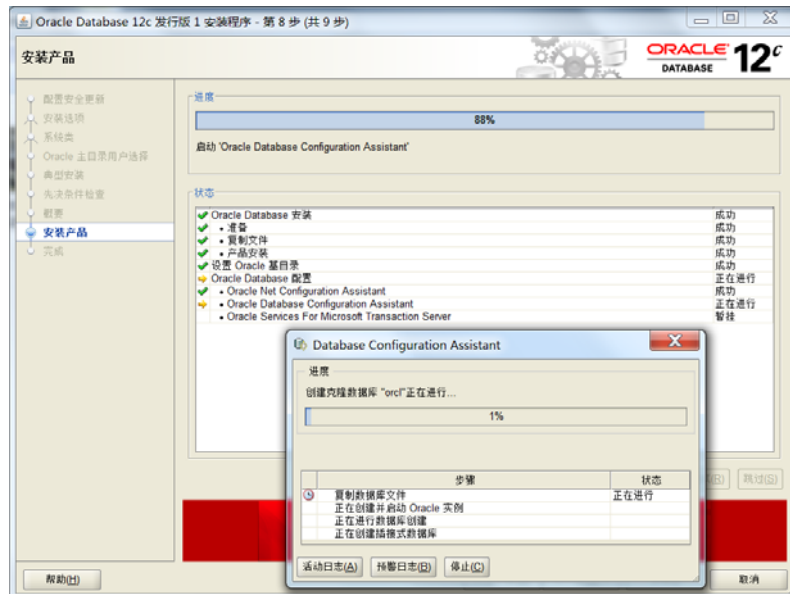 Oracle Database 12c 发行版 1 安装程序 - 第 8 步 (共 9 步)
安装产品
ORACLE
DATABASE
12c
配置安全更新
安装选项
系统类
Oracle 主目录用户选择
典型安装
先决条件检查
概要
安装产品
完成
进度
88%
启动 'Oracle Database Configuration Assistant'
状态
Oracle Database 安装 成功
• 准备 成功
• 复制文件 成功
• 产品安装 成功
设置 Oracle 基目录 成功
Oracle Database 配置 正在进行
• Oracle Net Configuration Assistant 成功
• Oracle Database Configuration Assistant 正在进行
• Oracle Services For Microsoft Transaction Server 暂挂
Database Configuration Assistant
进度
创建克隆数据库 "orcl"正在进行...
1%
步骤 状态
复制数据库文件 正在进行
正在创建并启动 Oracle 实例
正在进行数据库创建
正在创建插接式数据库
活动日志(A) 预警日志(B) 停止(C)
(R) 跳过(S)
帮助(H) 取消